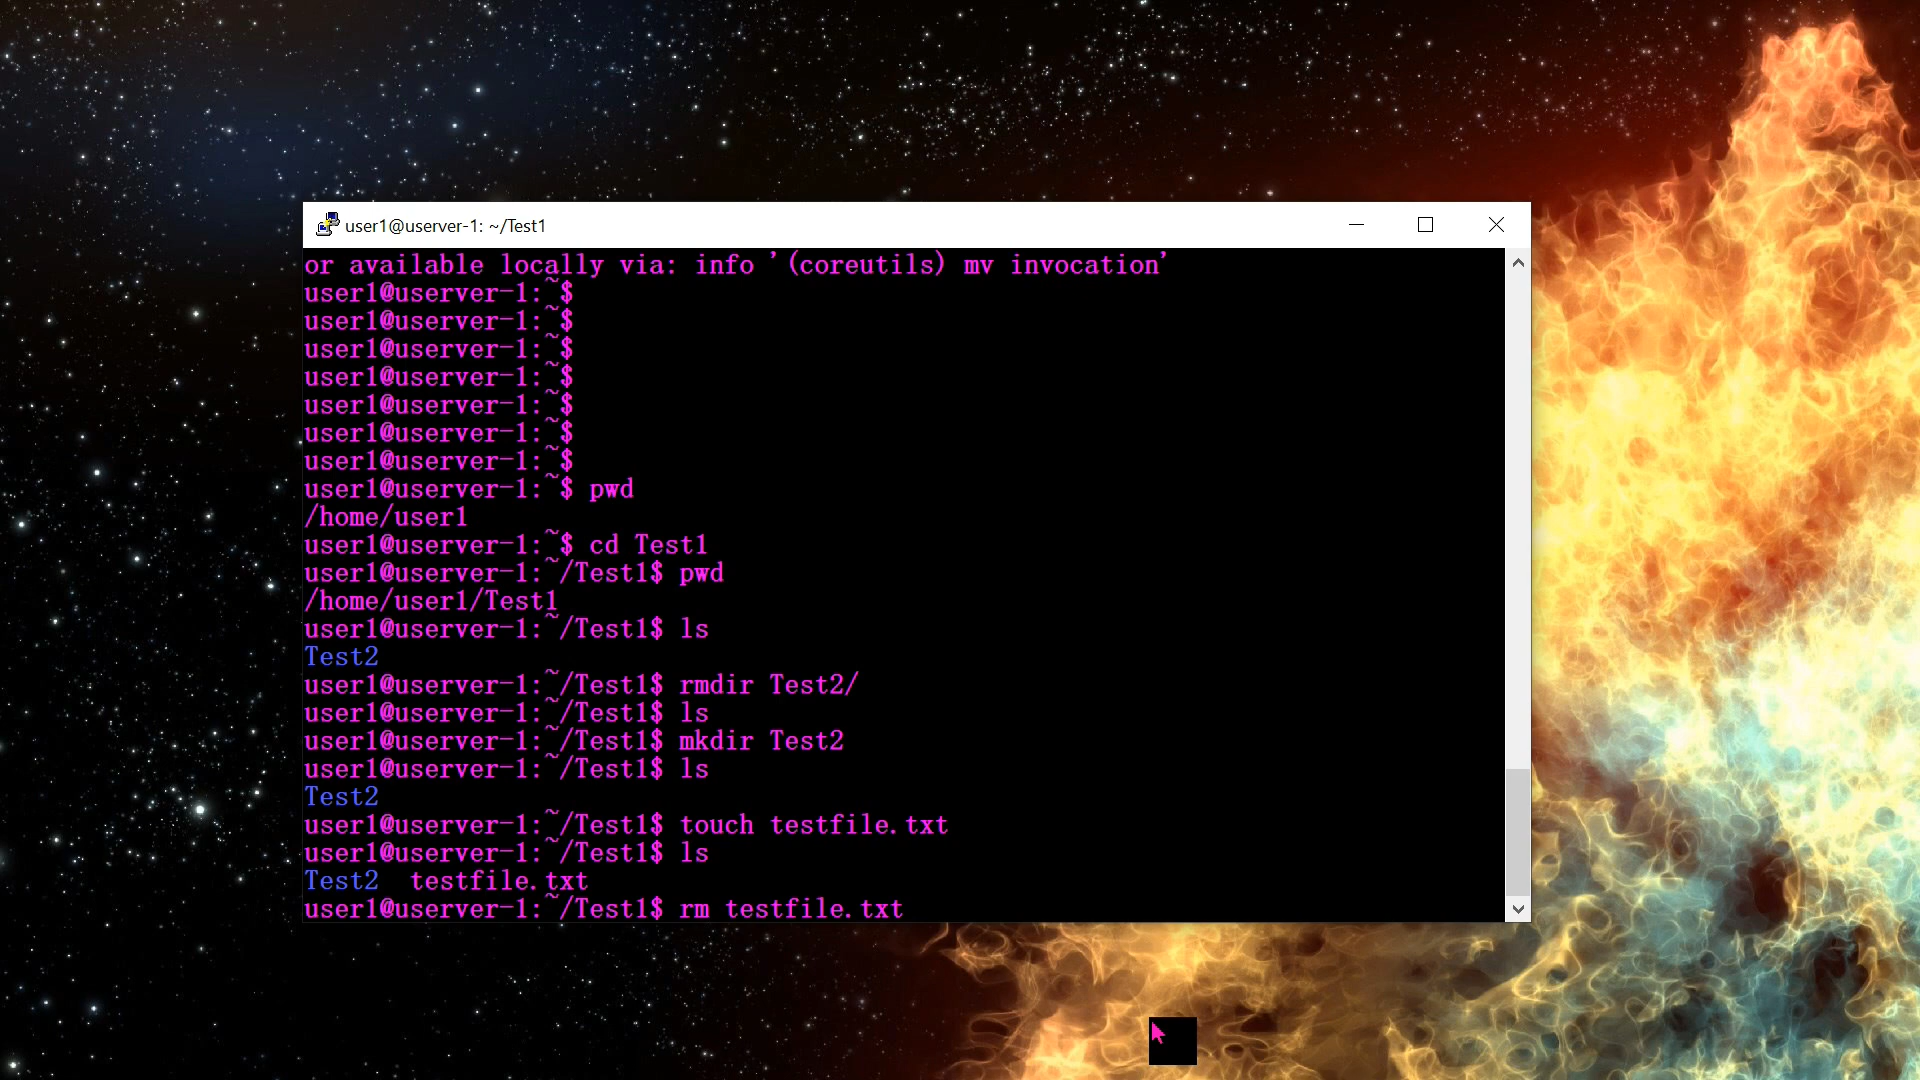 user1@userver-1: ~/Test1
or available locally via: info '(coreutils) mv invocation'
user1@userver-1:~$
user1@userver-1:~$
user1@userver-1:~$
user1@userver-1:~$
user1@userver-1:~$
user1@userver-1:~$
user1@userver-1:~$
user1@userver-1:~$ pwd
/home/user1
user1@userver-1:~$ cd Test1
user1@userver-1:~/Test1$ pwd
/home/user1/Test1
user1@userver-1:~/Test1$ ls
Test2
user1@userver-1:~/Test1$ rmdir Test2/
user1@userver-1:~/Test1$ ls
user1@userver-1:~/Test1$ mkdir Test2
user1@userver-1:~/Test1$ ls
Test2
user1@userver-1:~/Test1$ touch testfile.txt
user1@userver-1:~/Test1$ ls
Test2  testfile.txt
user1@userver-1:~/Test1$ rm testfile.txt